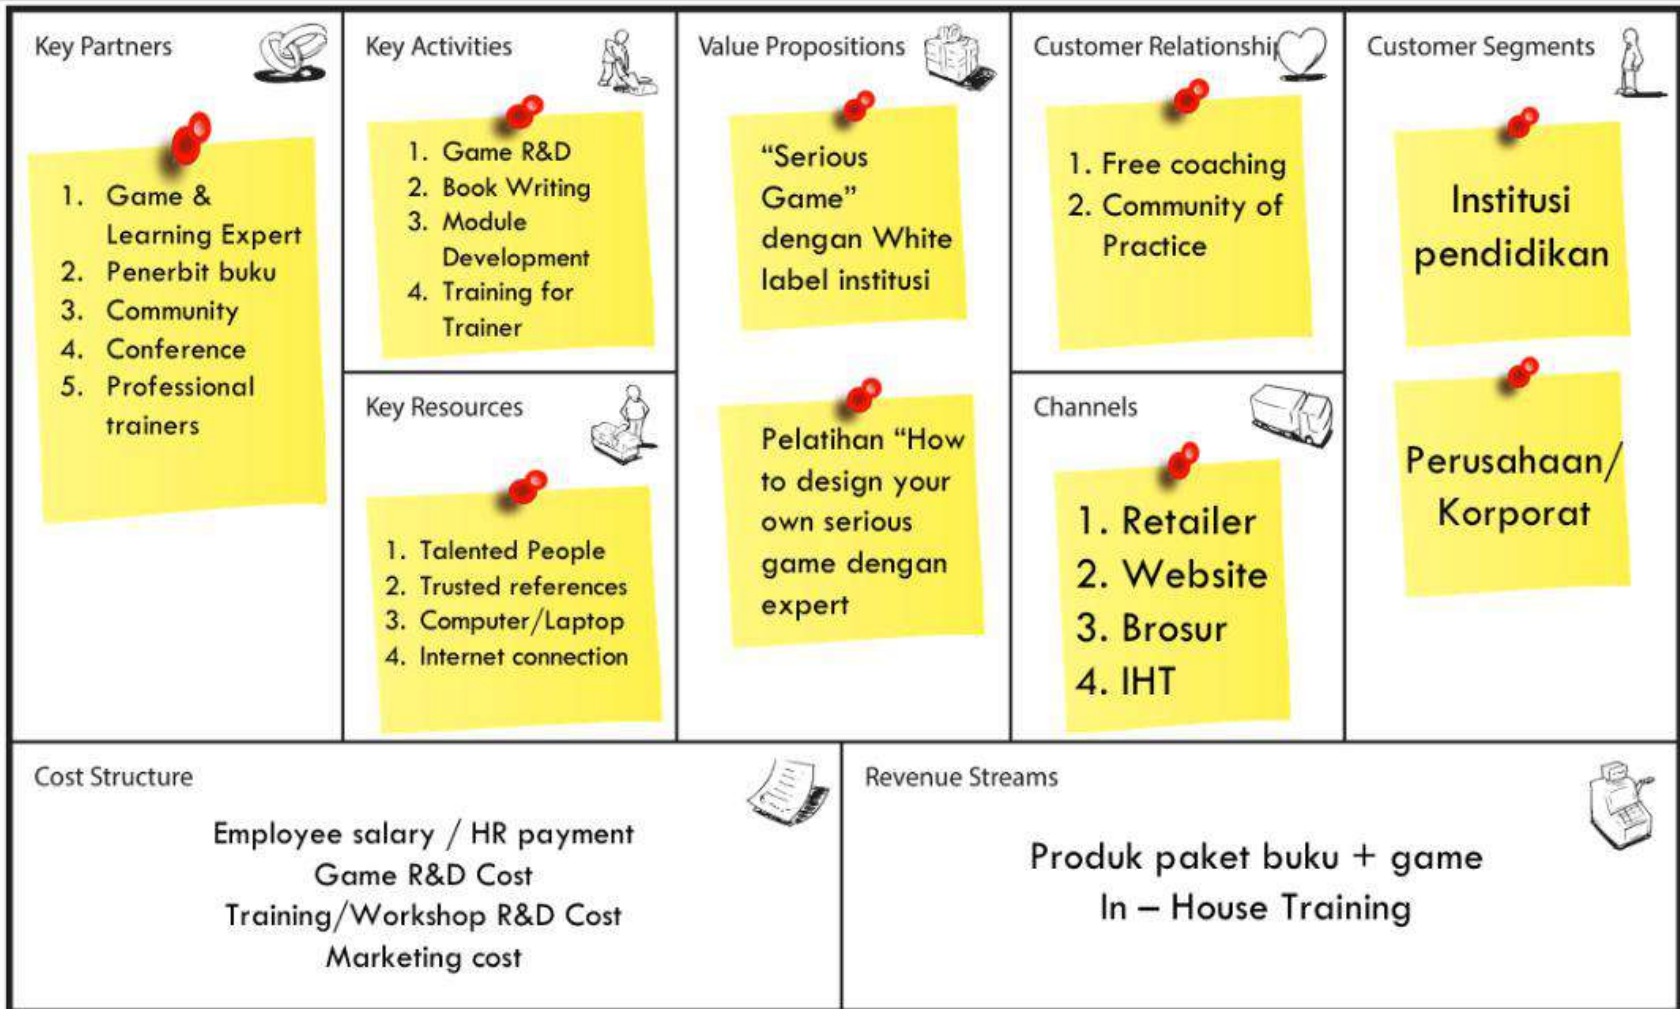 Key Partners
1. Game &
Learning Expert
2. Penerbit buku
3. Community
4. Conference
5. Professional
trainers
Key Activities
1. Game R&D
2. Book Writing
3. Module
Development
4. Training for
Trainer
Key Resources
1. Talented People
2. Trusted references
3. Computer/Laptop
4. Internet connection
Value Propositions
“Serious
Game”
dengan White
label institusi
Pelatihan “How
to design your
own serious
game dengan
expert
Customer Relationship
1. Free coaching
2. Community of
Practice
Channels
1. Retailer
2. Website
3. Brosur
4. IHT
Customer Segments
Institusi
pendidikan
Perusahaan/
Korporat
Cost Structure
Employee salary / HR payment
Game R&D Cost
Training/Workshop R&D Cost
Marketing cost
Revenue Streams
Produk paket buku + game
In – House Training